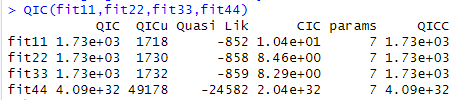 > QIC(fit11,fit22,fit33,fit44)
QIC QICu Quasi Lik CIC params QICC
fit11 1.73e+03 1718 -852 1.04e+01 7 1.73e+03
fit22 1.73e+03 1730 -858 8.46e+00 7 1.73e+03
fit33 1.73e+03 1732 -859 8.29e+00 7 1.73e+03
fit44 4.09e+32 49178 -24582 2.04e+32 7 4.09e+32